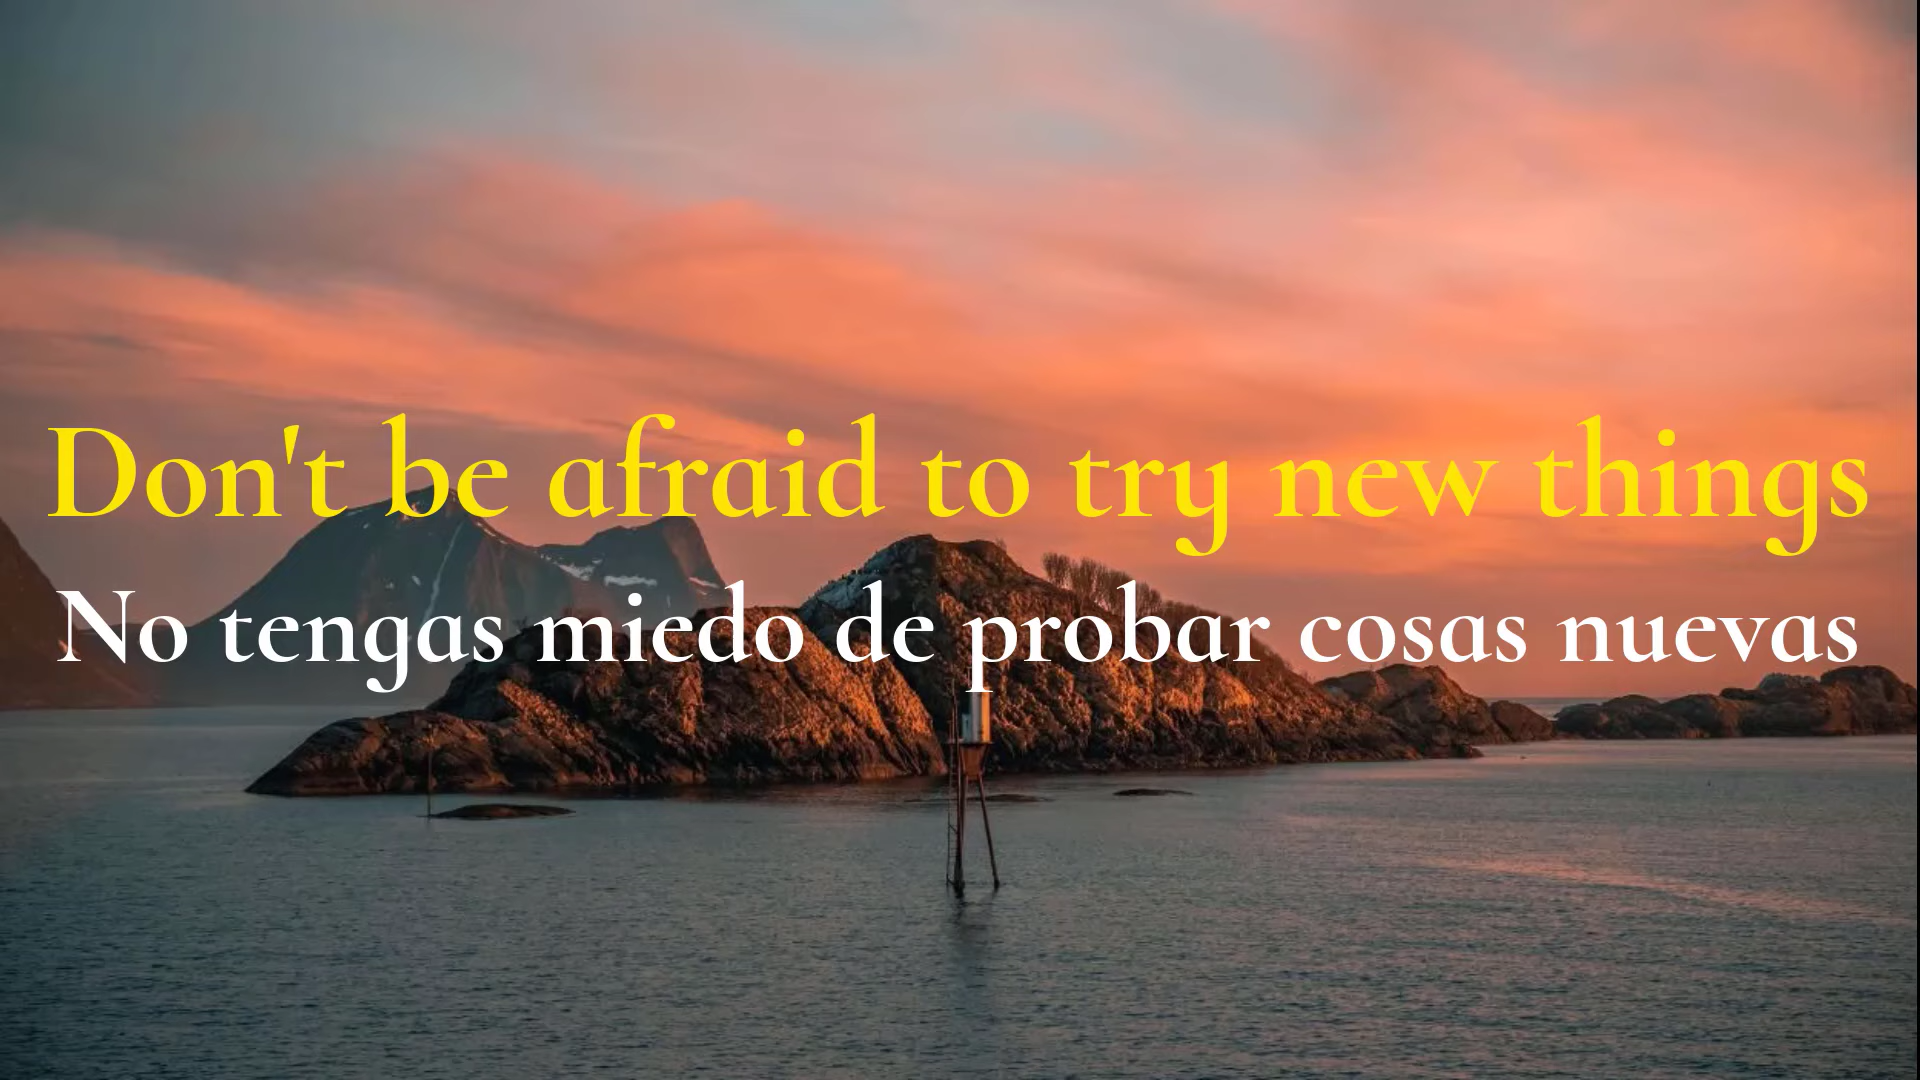 Don't be afraid to try new things
No tengas miedo de probar cosas nuevas